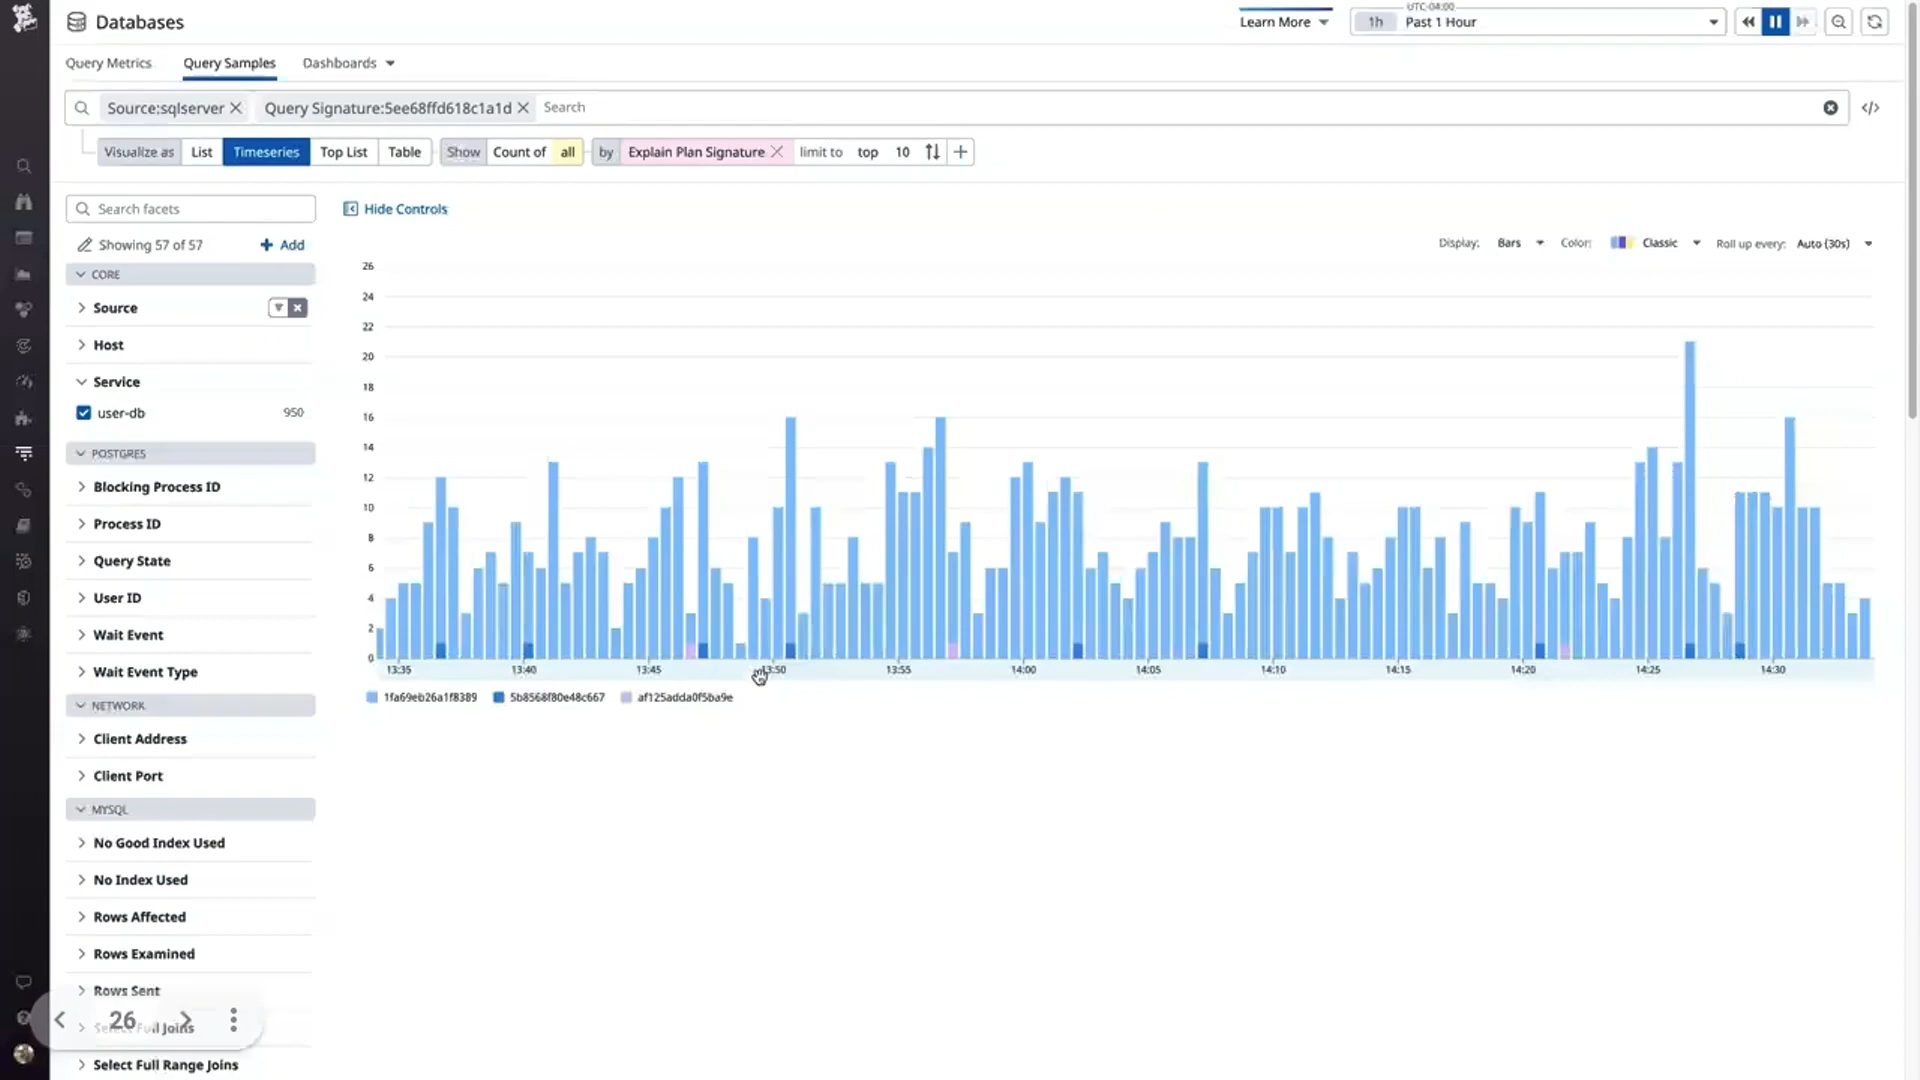 Databases
Learn More
UTC-04:00
1h Past 1 Hour
Query Metrics Query Samples Dashboards
Source:sqlserver Query Signature:5ee68ffd618c1a1d Search
</>
Visualize as List Timeseries Top List Table Show Count of all by Explain Plan Signature limit to top 10
Search facets
Hide Controls
Showing 57 of 57 Add
Display: Bars Color: Classic Roll up every: Auto (30s)
CORE
Source
Host
Service
user-db 950
POSTGRES
Blocking Process ID
Process ID
Query State
User ID
Wait Event
Wait Event Type
NETWORK
Client Address
Client Port
MYSQL
No Good Index Used
No Index Used
Rows Affected
Rows Examined
Rows Sent
Select Full Joins
Select Full Range Joins
26
26
24
22
20
18
16
14
12
10
8
6
4
2
0
13:35 13:40 13:45 13:50 13:55 14:00 14:05 14:10 14:15 14:20 14:25 14:30
1fa69eb26a1f8389 5b8568f80e48c667 af125adda0f5ba9e